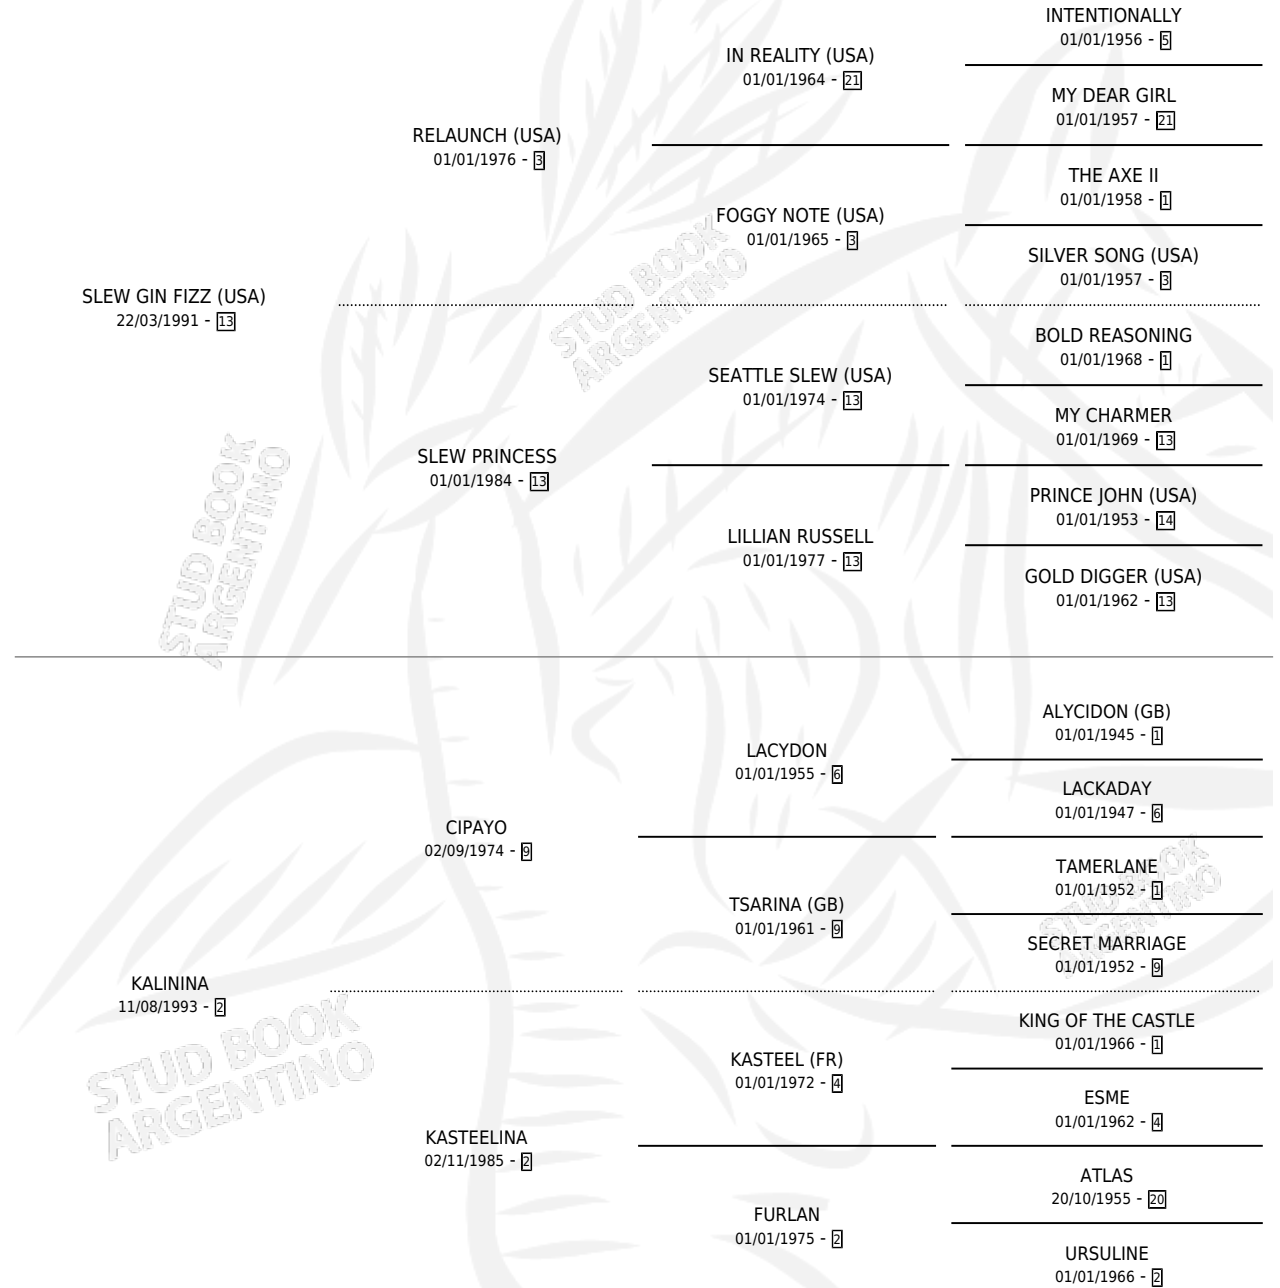 INTENTIONALLY
01/01/1956 - 5
IN REALITY (USA)
01/01/1964 - 21
MY DEAR GIRL
01/01/1957 - 21
RELAUNCH (USA)
01/01/1976 - 3
THE AXE II
01/01/1958 - 1
FOGGY NOTE (USA)
01/01/1965 - 3
SILVER SONG (USA)
01/01/1957 - 3
SLEW GIN FIZZ (USA)
22/03/1991 - 13
BOLD REASONING
01/01/1968 - 1
SEATTLE SLEW (USA)
01/01/1974 - 13
MY CHARMER
01/01/1969 - 13
SLEW PRINCESS
01/01/1984 - 13
PRINCE JOHN (USA)
01/01/1953 - 14
LILLIAN RUSSELL
01/01/1977 - 13
GOLD DIGGER (USA)
01/01/1962 - 13
ALYCIDON (GB)
01/01/1945 - 1
LACYDON
01/01/1955 - 6
LACKADAY
01/01/1947 - 6
CIPAYO
02/09/1974 - 9
TAMERLANE
01/01/1952 - 1
TSARINA (GB)
01/01/1961 - 9
SECRET MARRIAGE
01/01/1952 - 9
KALININA
11/08/1993 - 2
KING OF THE CASTLE
01/01/1966 - 1
KASTEEL (FR)
01/01/1972 - 4
ESME
01/01/1962 - 4
KASTEELINA
02/11/1985 - 2
ATLAS
20/10/1955 - 20
FURLAN
01/01/1975 - 2
URSULINE
01/01/1966 - 2
STUD BOOK
ARGENTINO
STUD BOOK
ARGENTINO
STUD BOOK
ARGENTINO
STUD BOOK
ARGENTINO